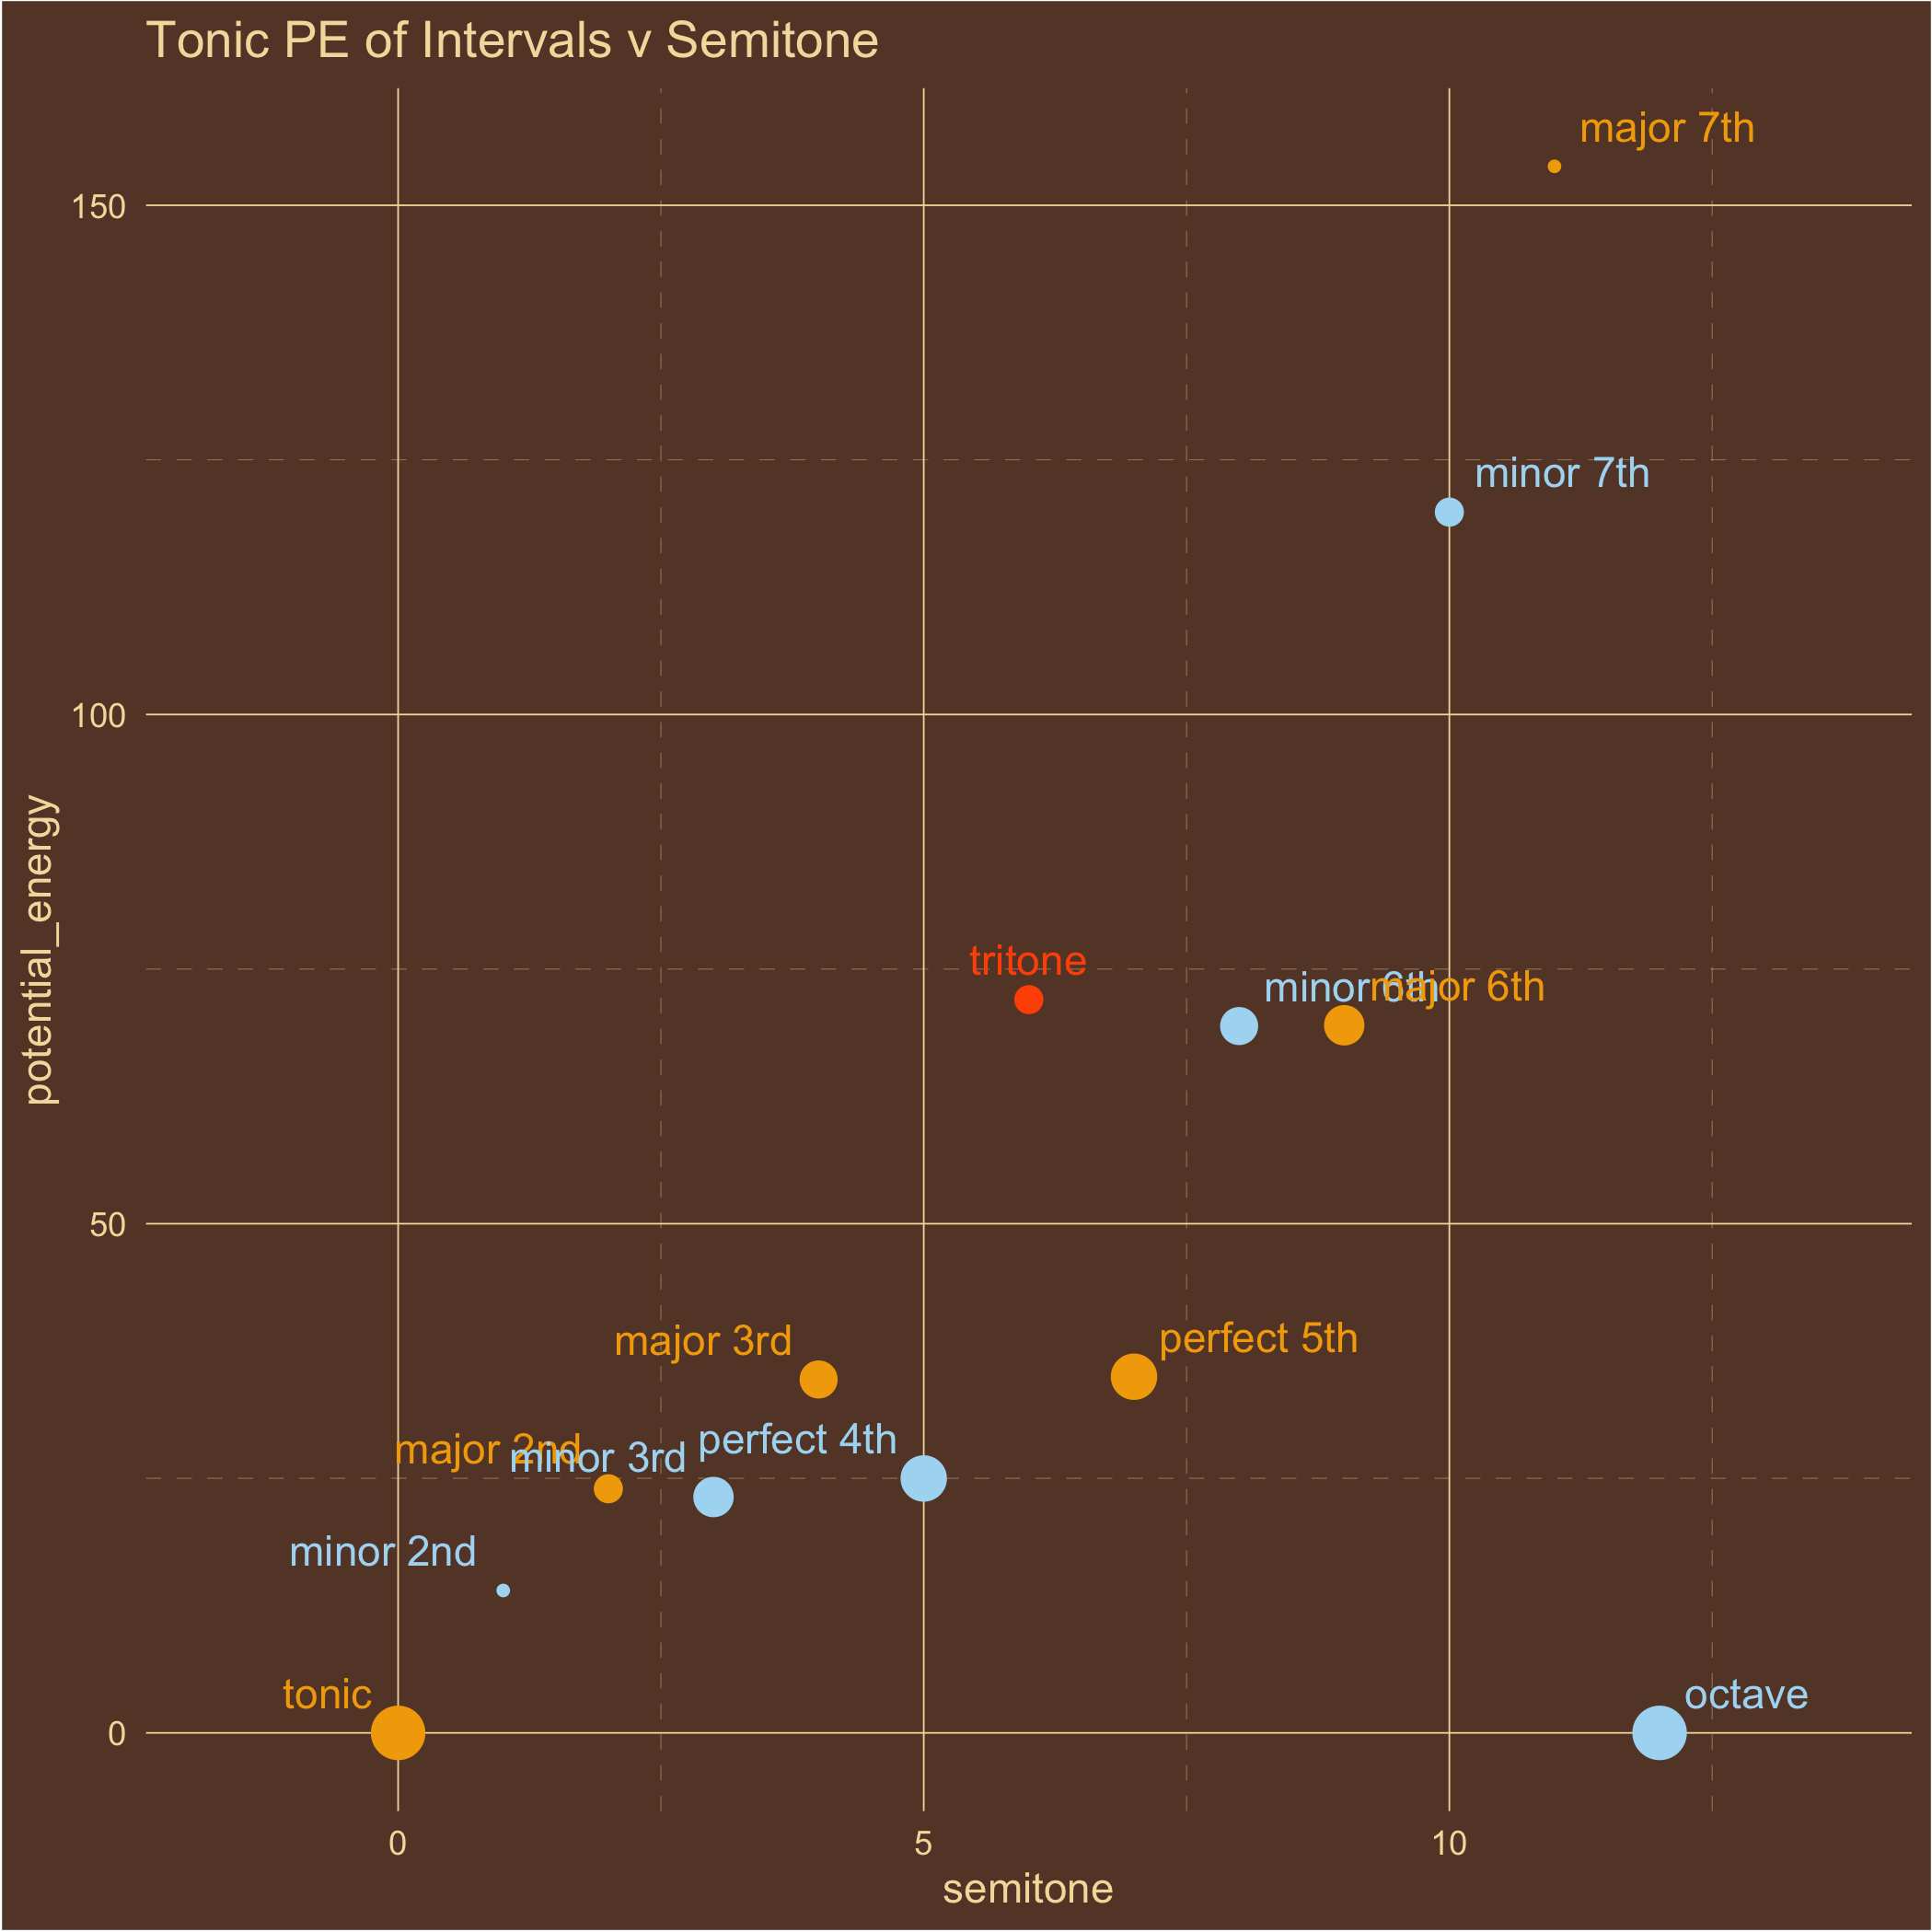 Tonic PE of Intervals v Semitone
major 7th
150
minor 7th
100
potential_energy
tritone
minor 6th
major 6th
50
major 3rd
perfect 5th
perfect 4th
major 2nd
minor 3rd
minor 2nd
tonic
octave
0
0
5
10
semitone